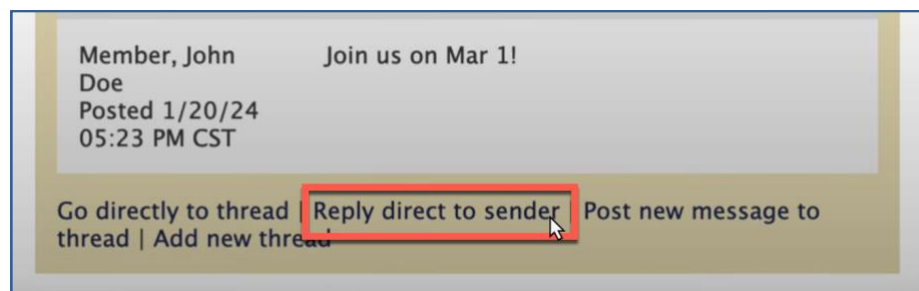 Member, John
Doe
Posted 1/20/24
05:23 PM CST
Join us on Mar 1!
Go directly to thread | Reply direct to sender | Post new message to
thread | Add new thread